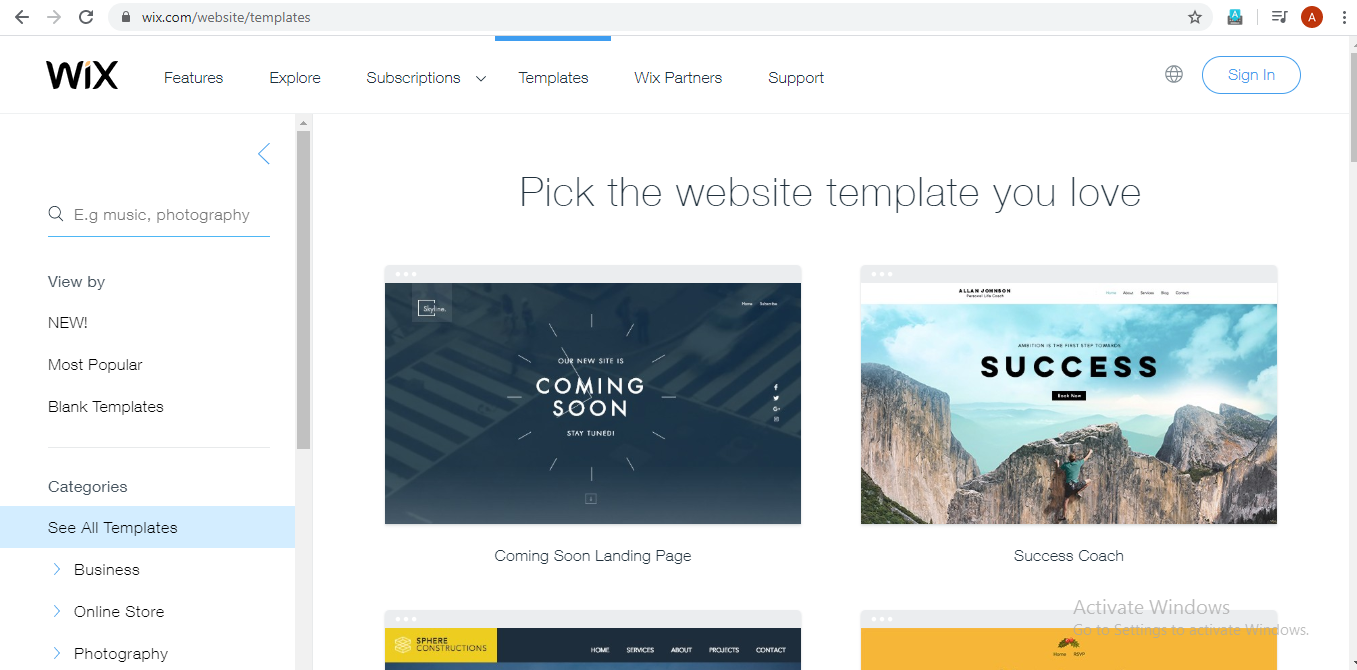 wix.com/website/templates
A
WiX
Features
Explore
Subscriptions
Templates
Wix Partners
Support
Sign In
E.g music, photography
View by
NEW!
Most Popular
Blank Templates
Categories
See All Templates
Business
Online Store
Photography
Pick the website template you love
Skyline.
Home
Subscribe
OUR NEW SITE IS
COMING
SOON
STAY TUNED!
Coming Soon Landing Page
ALLAN JOHNSON
Personal Life Coach
Home About Services Blog Contact
AMBITION IS THE FIRST STEP TOWARDS
SUCCESS
Book Now
Success Coach
SPHERE
CONSTRUCTIONS
HOME SERVICES ABOUT PROJECTS CONTACT
Home RSVP
Activate Windows
Go to Settings to activate Windows.